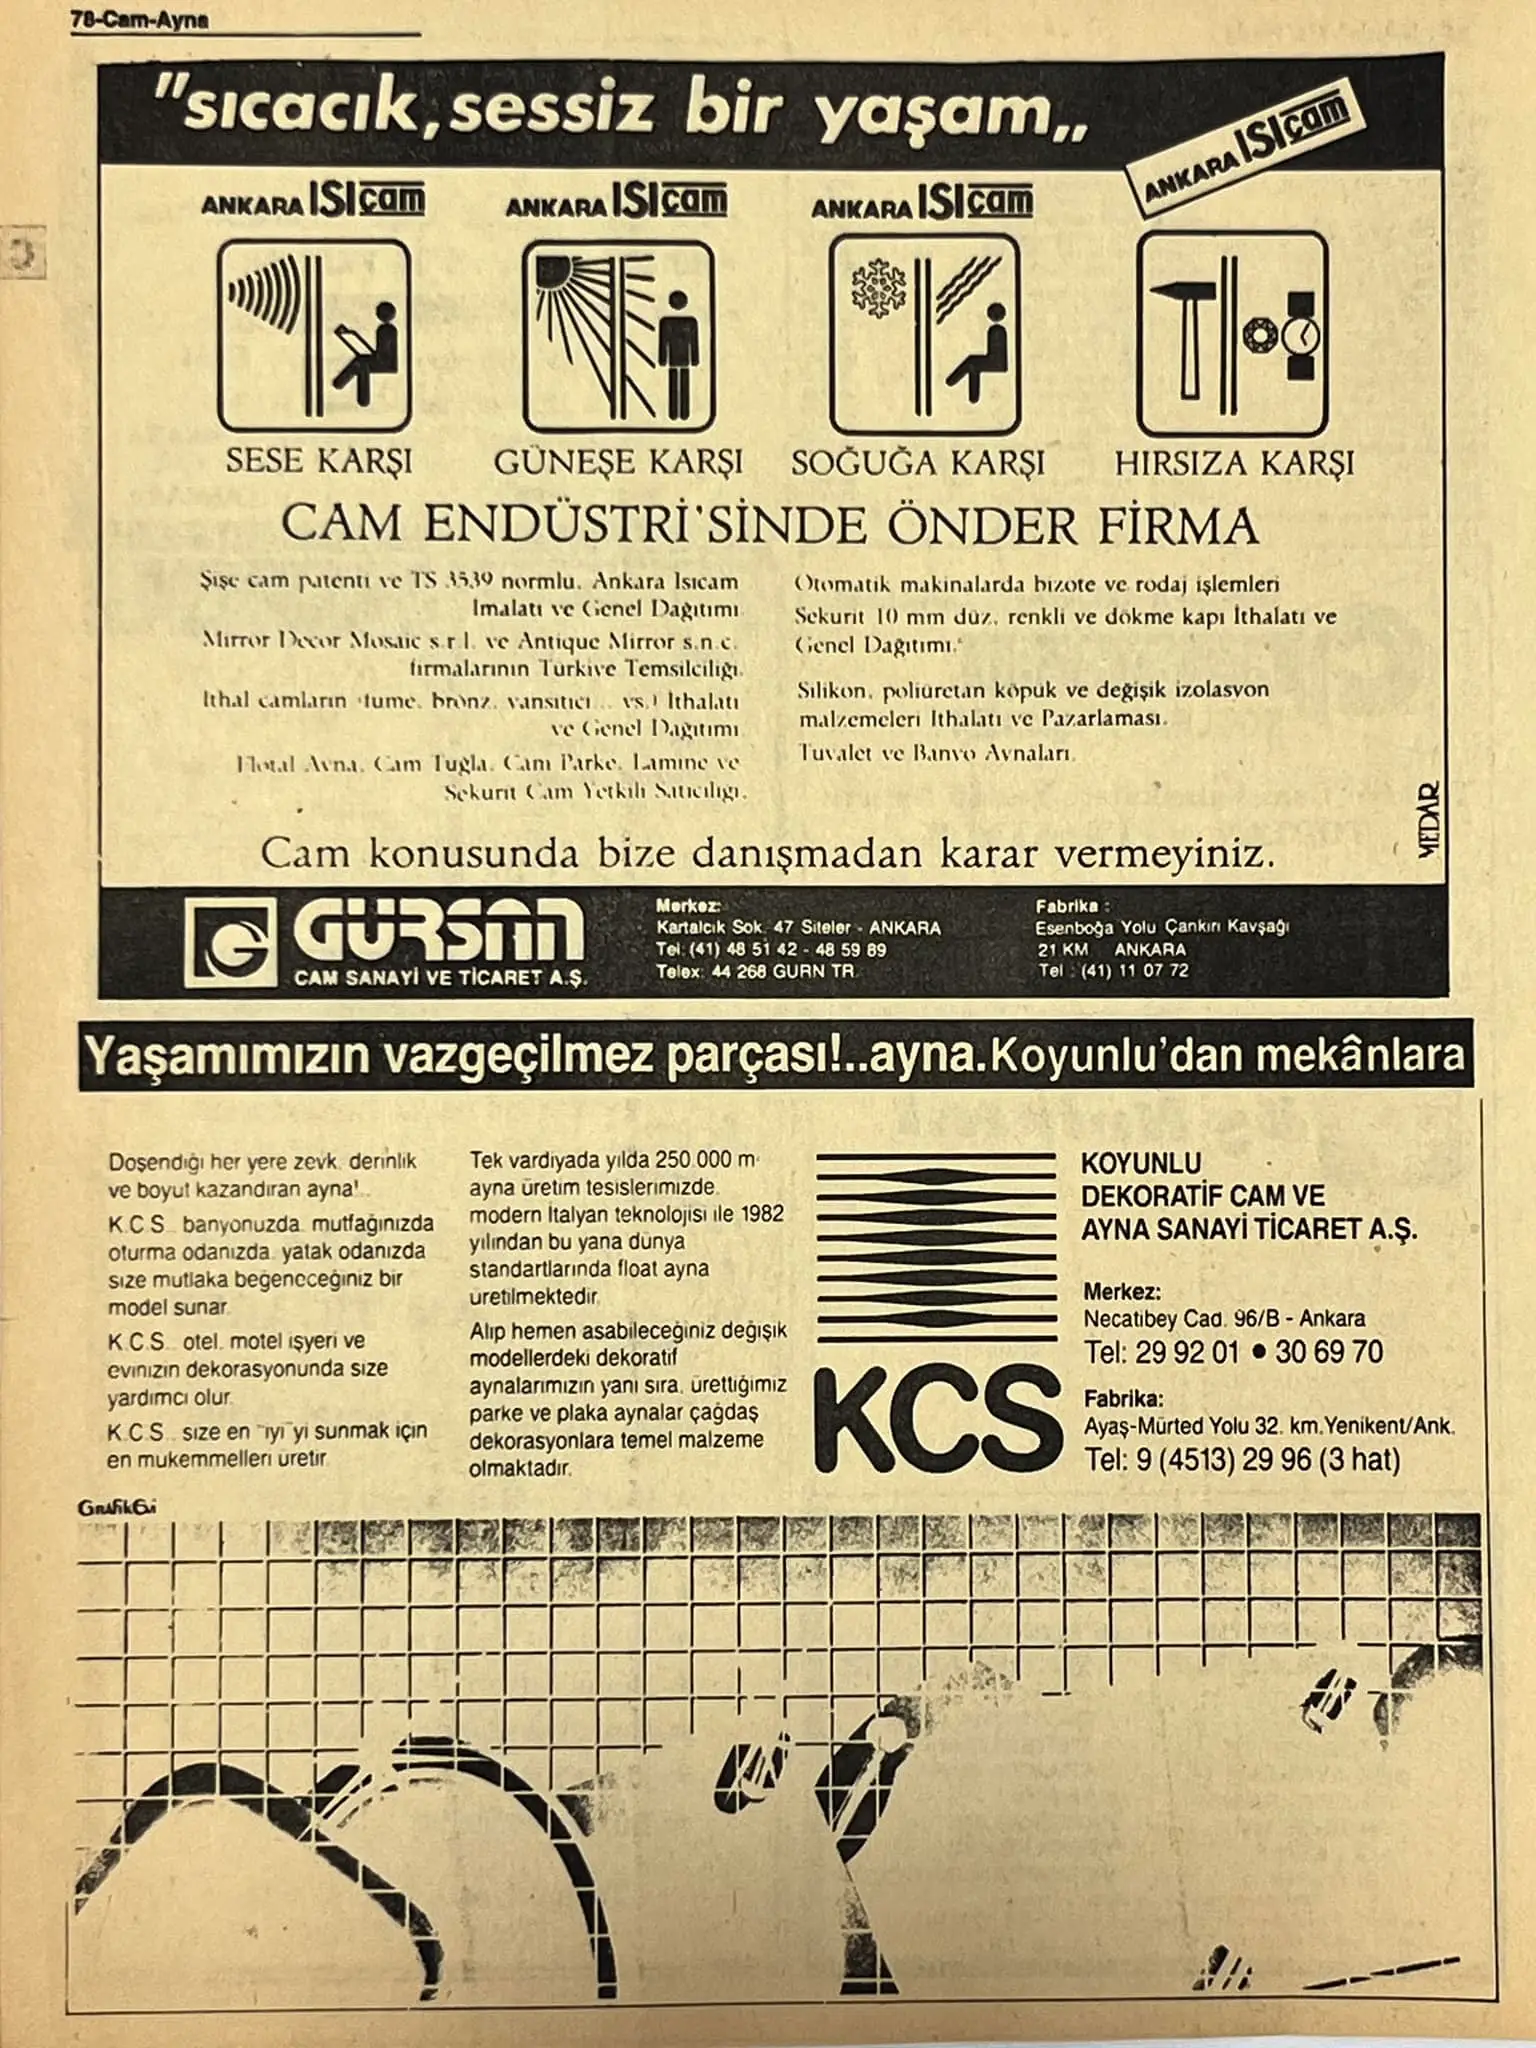 78-Cam-Ayna
"sıcacık, sessiz bir yaşam,,
ANKARA ISIcam
ANKARA ISIcam
ANKARA ISIcam
ANKARA ISIcam
SESE KARŞI
GÜNEŞE KARŞI
SOĞUĞA KARŞI
HIRSIZA KARŞI
CAM ENDÜSTRİ'SİNDE ÖNDER FİRMA
Şişe cam patenti ve TS 3539 normlu, Ankara Isıcam
İmalatı ve Genel Dağıtımı
Mirror Decor Mosaic s.r.l. ve Antique Mirror s.n.c.
firmalarının Türkiye Temsilciliği.
İthal camların (füme, bronz, yansıtıcı... vs.) İthalatı
ve Genel Dağıtımı
Flotal Ayna, Cam Tuğla, Cam Parke, Lamine ve
Sekurit Cam Yetkili Satıcılığı.
Otomatik makinalarda bizote ve rodaj işlemleri
Sekurit 10 mm düz, renkli ve dökme kapı İthalatı ve
Genel Dağıtımı.
Silikon, poliüretan köpük ve değişik izolasyon
malzemeleri İthalatı ve Pazarlaması.
Tuvalet ve Banyo Aynaları.
MEDAR
Cam konusunda bize danışmadan karar vermeyiniz.
GÜRSAN
CAM SANAYİ VE TİCARET A.Ş.
Merkez:
Kartalcık Sok. 47 Siteler - ANKARA
Tel: (41) 48 51 42 - 48 59 89
Telex: 44 268 GURN TR.
Fabrika :
Esenboğa Yolu Çankırı Kavşağı
21 KM ANKARA
Tel : (41) 11 07 72
Yaşamımızın vazgeçilmez parçası!..ayna.Koyunlu'dan mekânlara
Döşendiği her yere zevk, derinlik
ve boyut kazandıran ayna!..
K.C.S... banyonuzda, mutfağınızda
oturma odanızda, yatak odanızda
size mutlaka beğeneceğiniz bir
model sunar.
K.C.S... otel, motel işyeri ve
evinizin dekorasyonunda size
yardımcı olur.
K.C.S... size en "iyi"yi sunmak için
en mükemmelleri üretir.
Tek vardiyada yılda 250.000 m²
ayna üretim tesislerimizde,
modern İtalyan teknolojisi ile 1982
yılından bu yana dünya
standartlarında float ayna
üretilmektedir.
Alıp hemen asabileceğiniz değişik
modellerdeki dekoratif
aynalarımızın yanı sıra, ürettiğimiz
parke ve plaka aynalar çağdaş
dekorasyonlara temel malzeme
olmaktadır.
KCS
KOYUNLU
DEKORATİF CAM VE
AYNA SANAYİ TİCARET A.Ş.
Merkez:
Necatibey Cad. 96/B - Ankara
Tel: 29 92 01 • 30 69 70
Fabrika:
Ayaş-Mürted Yolu 32. km.Yenikent/Ank.
Tel: 9 (4513) 29 96 (3 hat)
GrafikEvi